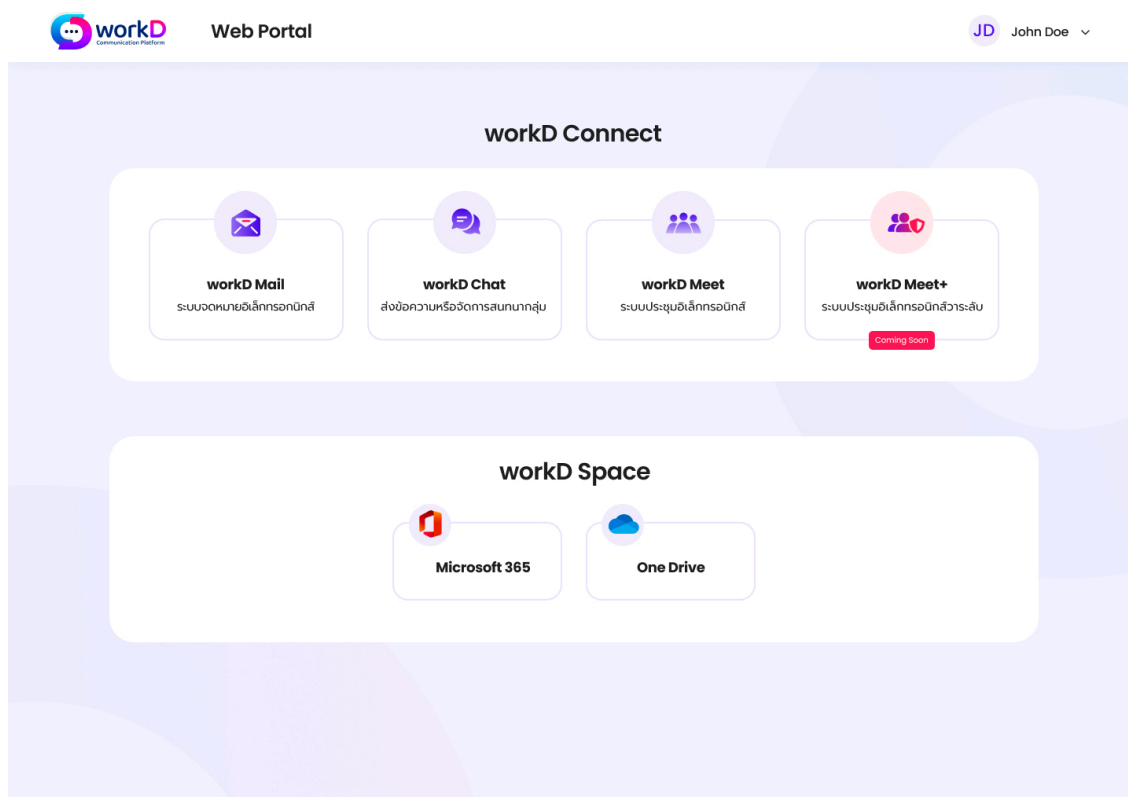 workD
Communication Platform
Web Portal
JD
John Doe
workD Connect
workD Mail
ระบบจดหมายอิเล็กทรอกนิกส์
workD Chat
ส่งข้อความหรือจัดการสนทนากลุ่ม
workD Meet
ระบบประชุมอิเล็กทรอนิกส์
workD Meet+
ระบบประชุมอิเล็กทรอนิกส์วาระลับ
Coming Soon
workD Space
Microsoft 365
One Drive